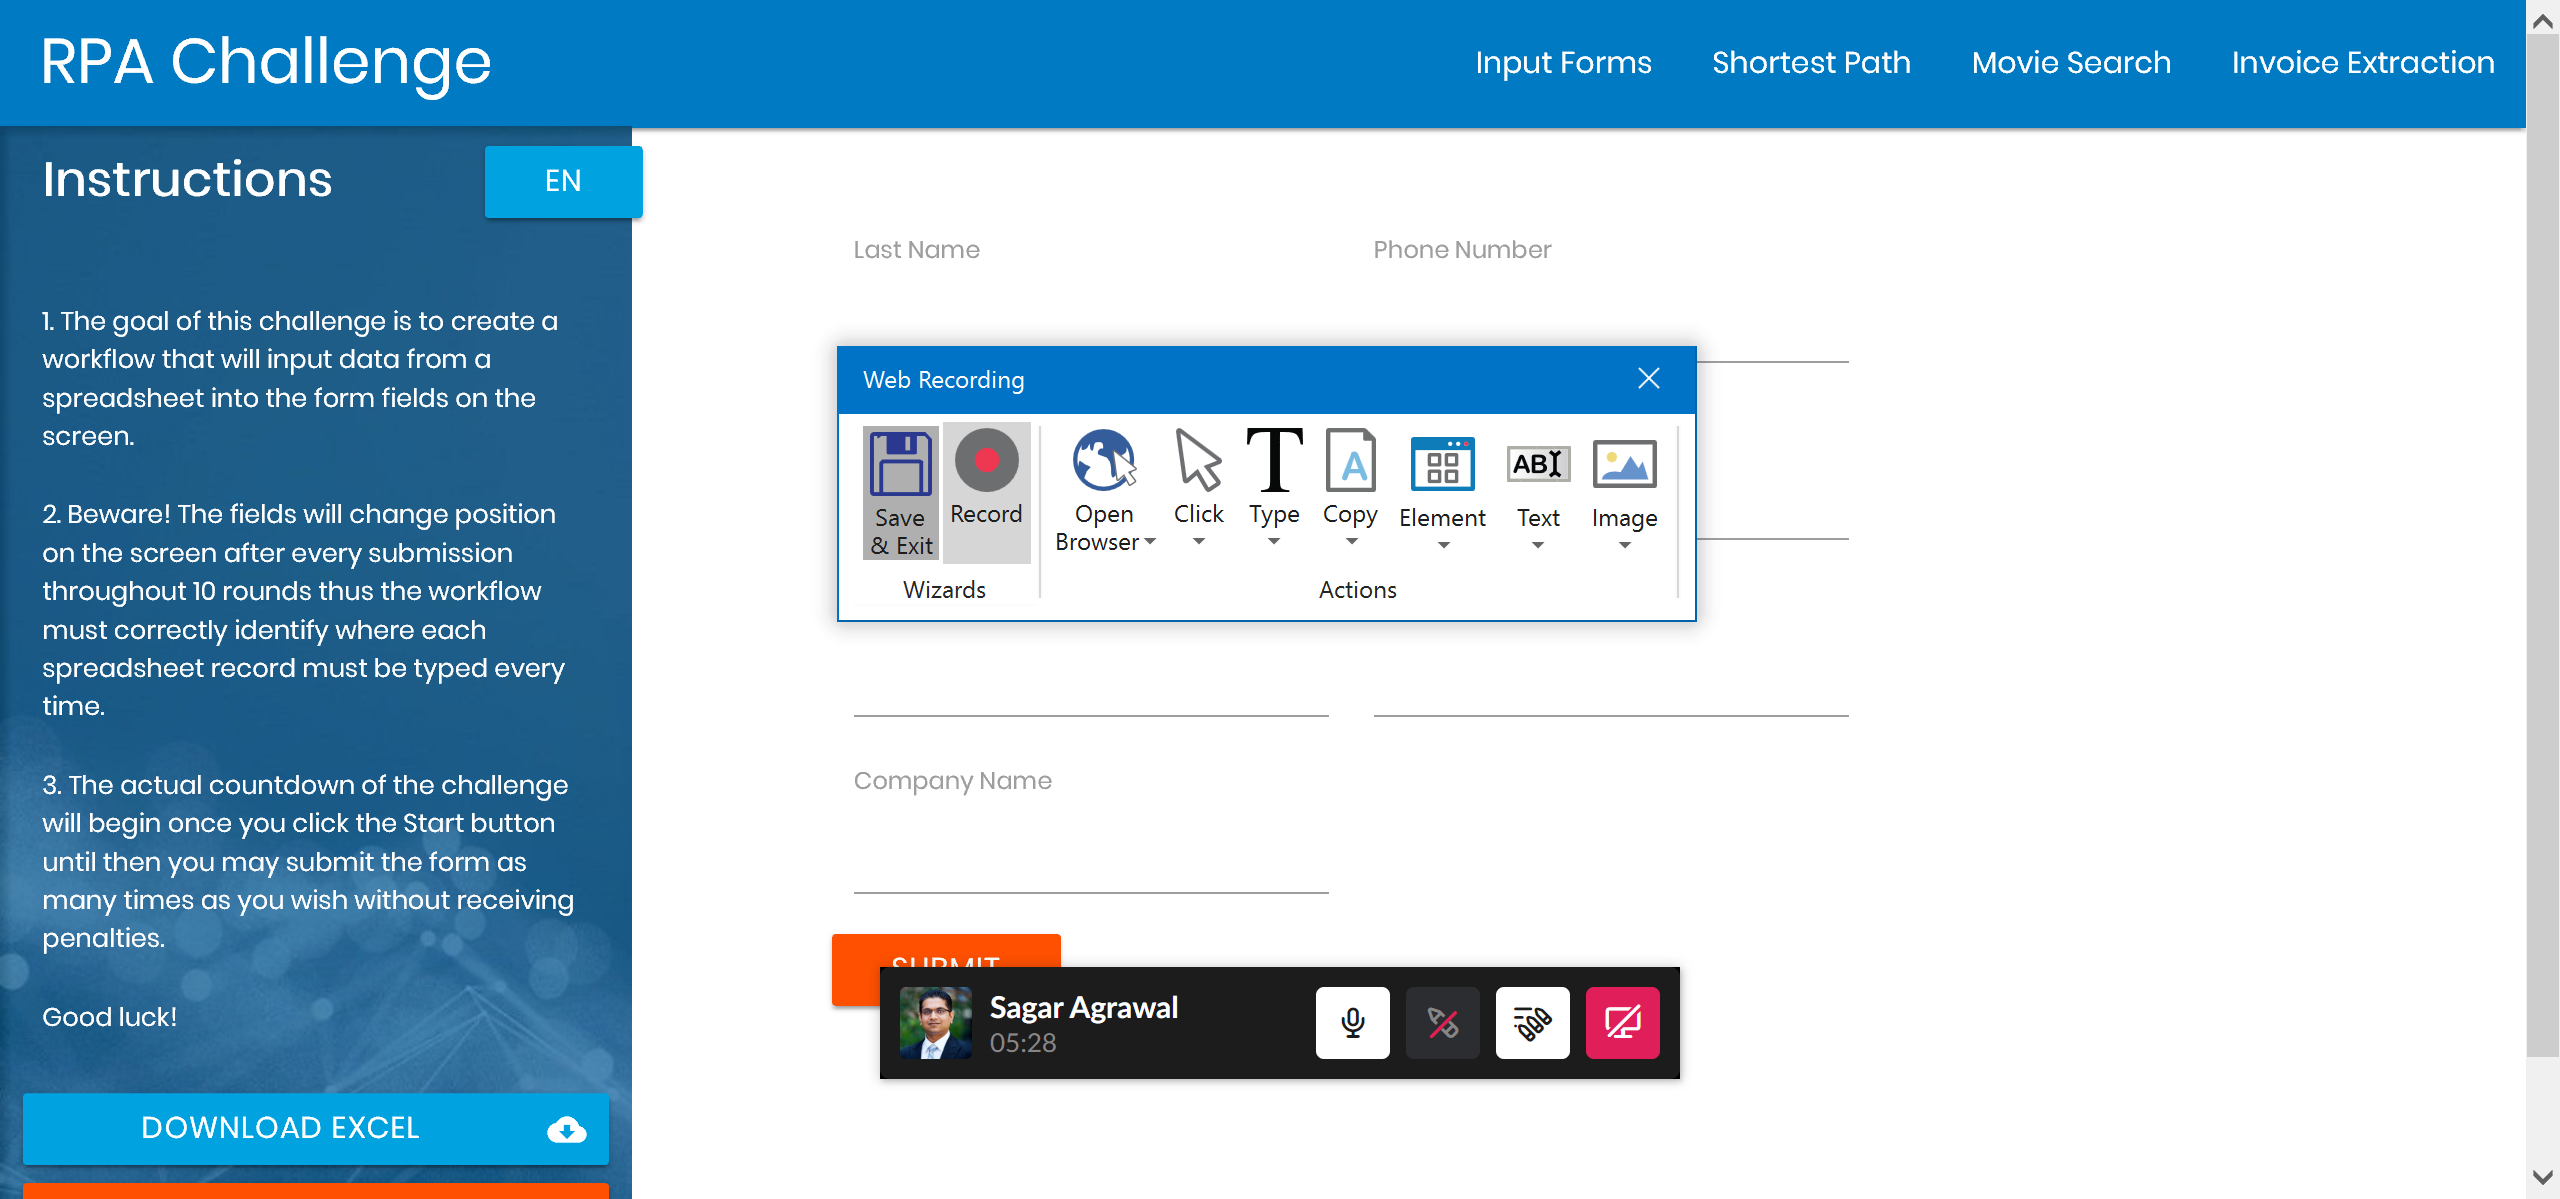 RPA Challenge
Input Forms
Shortest Path
Movie Search
Invoice Extraction
Instructions
EN
1. The goal of this challenge is to create a
workflow that will input data from a
spreadsheet into the form fields on the
screen.
2. Beware! The fields will change position
on the screen after every submission
throughout 10 rounds thus the workflow
must correctly identify where each
spreadsheet record must be typed every
time.
3. The actual countdown of the challenge
will begin once you click the Start button
until then you may submit the form as
many times as you wish without receiving
penalties.
Good luck!
DOWNLOAD EXCEL
Last Name
Phone Number
Web Recording
Save
& Exit
Record
Wizards
Open
Browser
Click
Type
Copy
Element
Text
Image
Actions
Company Name
SUBMIT
Sagar Agrawal
05:28